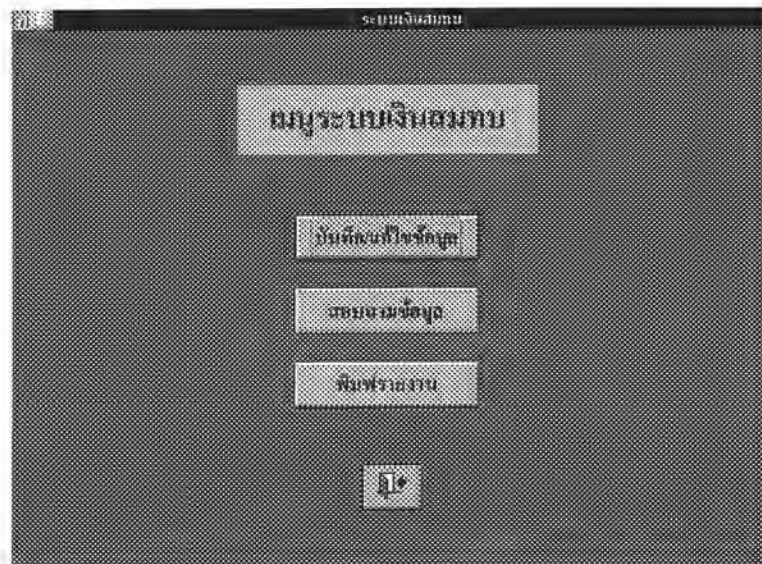 ระบบเงินสมทบ
เมนูระบบเงินสมทบ
บันทึก/แก้ไขข้อมูล
สอบถามข้อมูล
พิมพ์รายงาน